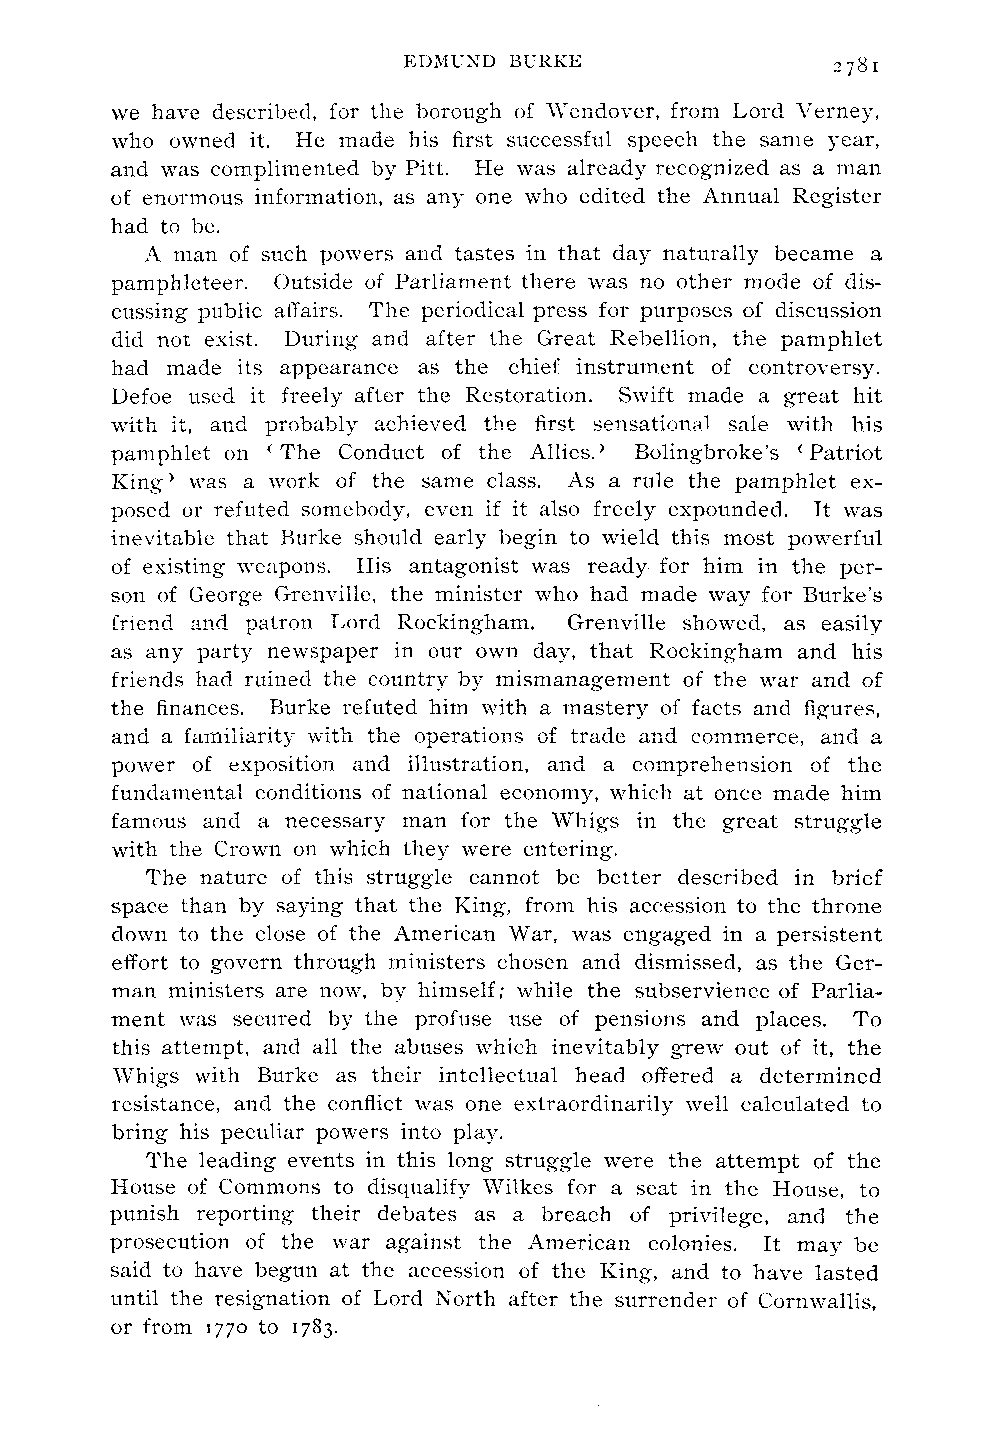 EDMUND BURKE 2781
we have described, for the borough of Wendover, from Lord Verney,
who owned it. He made his first successful speech the same year,
and was complimented by Pitt. He was already recognized as a man
of enormous information, as any one who edited the Annual Register
had to be.
A man of such powers and tastes in that day naturally became a
pamphleteer. Outside of Parliament there was no other mode of dis-
cussing public affairs. The periodical press for purposes of discussion
did not exist. During and after the Great Rebellion, the pamphlet
had made its appearance as the chief instrument of controversy.
Defoe used it freely after the Restoration. Swift made a great hit
with it, and probably achieved the first sensational sale with his
pamphlet on ‹The Conduct of the Allies.› Bolingbroke's ‹Patriot
King› was a work of the same class. As a rule the pamphlet ex-
posed or refuted somebody, even if it also freely expounded. It was
inevitable that Burke should early begin to wield this most powerful
of existing weapons. His antagonist was ready for him in the per-
son of George Grenville, the minister who had made way for Burke's
friend and patron Lord Rockingham. Grenville showed, as easily
as any party newspaper in our own day, that Rockingham and his
friends had ruined the country by mismanagement of the war and of
the finances. Burke refuted him with a mastery of facts and figures,
and a familiarity with the operations of trade and commerce, and a
power of exposition and illustration, and a comprehension of the
fundamental conditions of national economy, which at once made him
famous and a necessary man for the Whigs in the great struggle
with the Crown on which they were entering.
The nature of this struggle cannot be better described in brief
space than by saying that the King, from his accession to the throne
down to the close of the American War, was engaged in a persistent
effort to govern through ministers chosen and dismissed, as the Ger-
man ministers are now, by himself; while the subservience of Parlia-
ment was secured by the profuse use of pensions and places. To
this attempt, and all the abuses which inevitably grew out of it, the
Whigs with Burke as their intellectual head offered a determined
resistance, and the conflict was one extraordinarily well calculated to
bring his peculiar powers into play.
The leading events in this long struggle were the attempt of the
House of Commons to disqualify Wilkes for a seat in the House, to
punish reporting their debates as a breach of privilege, and the
prosecution of the war against the American colonies. It may be
said to have begun at the accession of the King, and to have lasted
until the resignation of Lord North after the surrender of Cornwallis,
or from 1770 to 1783.